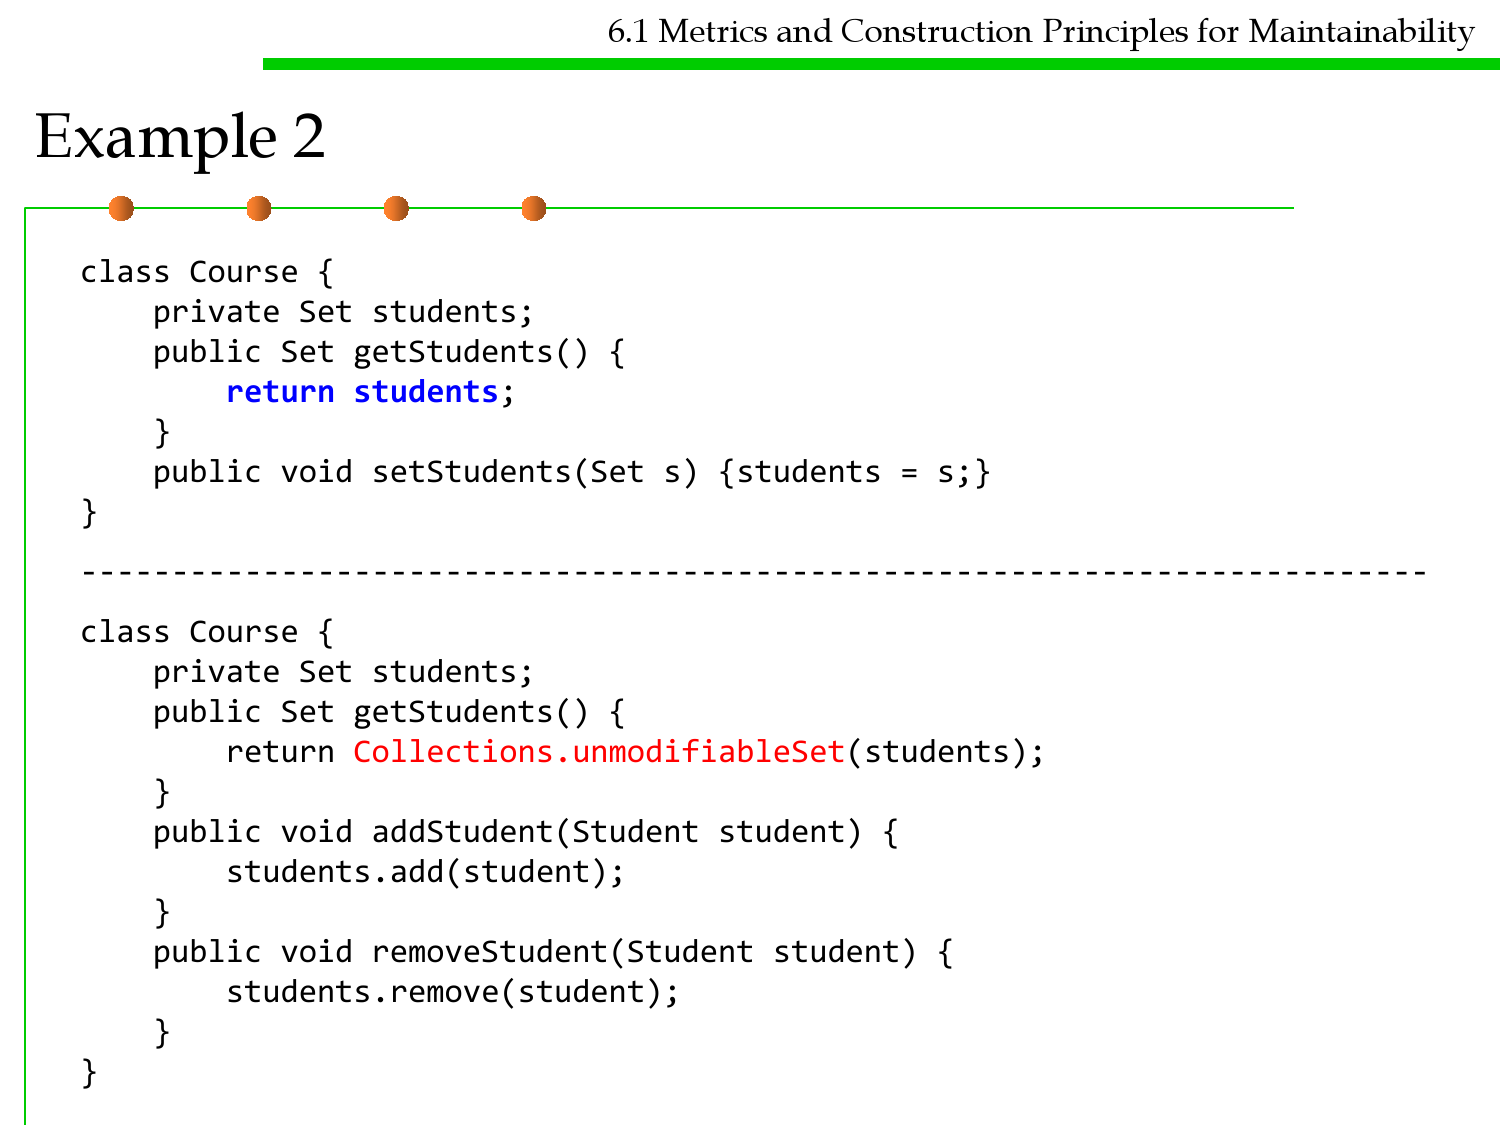 6.1 Metrics and Construction Principles for Maintainability
Example 2
class Course {
    private Set students;
    public Set getStudents() {
        return students;
    }
    public void setStudents(Set s) {students = s;}
}
--------------------------------------------------------------------------
class Course {
    private Set students;
    public Set getStudents() {
        return Collections.unmodifiableSet(students);
    }
    public void addStudent(Student student) {
        students.add(student);
    }
    public void removeStudent(Student student) {
        students.remove(student);
    }
}